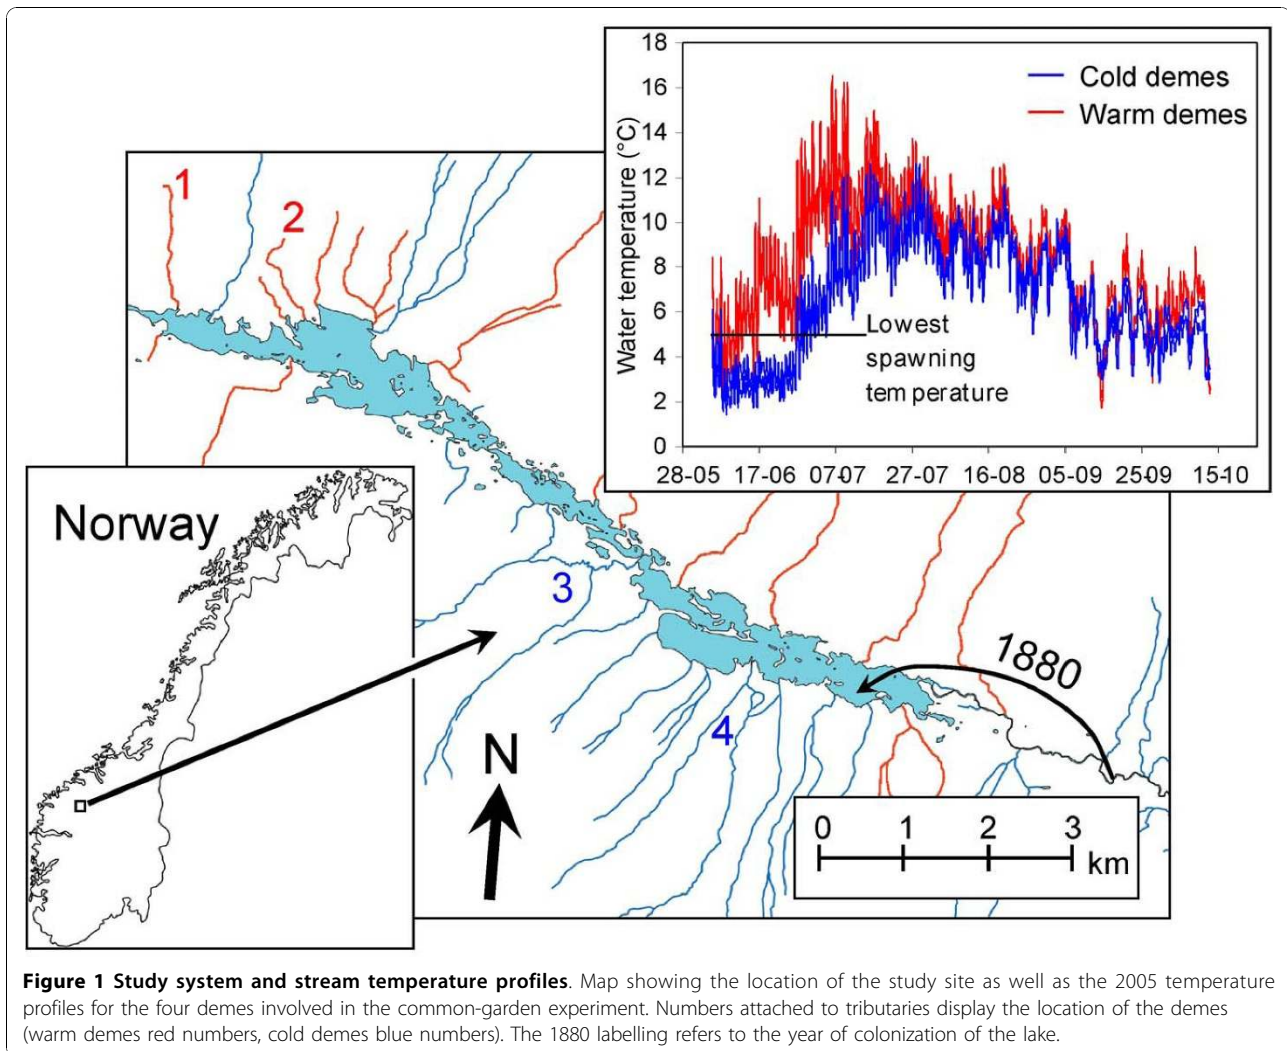 18
16
14
12
10
8
6
4
2
0
Water temperature (°C)
Cold demes
Warm demes
Lowest
spawning
temperature
28-05 17-06 07-07 27-07 16-08 05-09 25-09 15-10
1
2
3
4
Norway
N
1880
0 1 2 3
km
Figure 1 Study system and stream temperature profiles. Map showing the location of the study site as well as the 2005 temperature
profiles for the four demes involved in the common-garden experiment. Numbers attached to tributaries display the location of the demes
(warm demes red numbers, cold demes blue numbers). The 1880 labelling refers to the year of colonization of the lake.